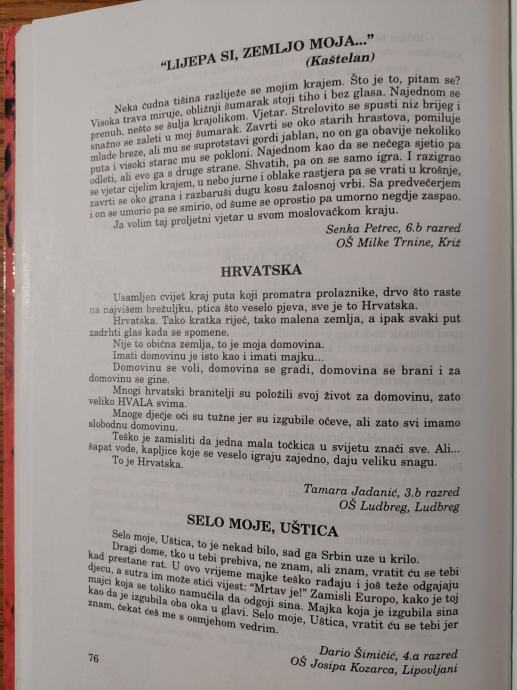 "LIJEPA SI, ZEMLJO MOJA..."
(Kaštelan)
Neka čudna tišina razliježe se mojim krajem. Što je to, pitam se?
Visoka trava miruje, obližnji šumarak stoji tiho i bez glasa. Najednom se
prenuh, nešto se šulja krajolikom. Vjetar. Strelovito se spusti niz brijeg i
snažno se zaleti u moj šumarak. Zavrti se oko starih hrastova, pomiluje
mlade breze, ali mu se suprotstavi gordi jablan, no on ga obavije nekoliko
puta i visoki starac mu se pokloni. Najednom kao da se nečega sjetio pa
odleti, ali evo ga s druge strane. Shvatih, pa on se samo igra. I razigrao
se vjetar cijelim krajem, u nebo jurne i oblake rastjera pa se vrati u krošnje,
zavrti se oko grana i razbaruši dugu kosu žalosnoj vrbi. Sa predvečerjem
i on se umorio pa se smirio, od šume se oprostio pa umorno negdje zaspao.
Ja volim taj proljetni vjetar u svom moslovačkom kraju.
Senka Petrec, 6.b razred
OŠ Milke Trnine, Križ
HRVATSKA
Usamljen cvijet kraj puta koji promatra prolaznike, drvo što raste
na najvišem brežuljku, ptica što veselo pjeva, sve je to Hrvatska.
Hrvatska. Tako kratka riječ, tako malena zemlja, a ipak svaki put
zadrhti glas kada se spomene.
Nije to obična zemlja, to je moja domovina.
Imati domovinu je isto kao i imati majku...
Domovinu se voli, domovina se gradi, domovina se brani i za
domovinu se gine.
Mnogi hrvatski branitelji su položili svoj život za domovinu, zato
veliko HVALA svima.
Mnoge dječje oči su tužne jer su izgubile očeve, ali zato svi imamo
slobodnu domovinu.
Teško je zamisliti da jedna mala točkica u svijetu znači sve. Ali...
šapat vode, kapljice koje se veselo igraju zajedno, daju veliku snagu.
To je Hrvatska.
Tamara Jadanić, 3.b razred
OŠ Ludbreg, Ludbreg
SELO MOJE, UŠTICA
Selo moje, Uštica, to je nekad bilo, sad ga Srbin uze u krilo.
Dragi dome, tko u tebi prebiva, ne znam, ali znam, vratit ću se tebi
kad prestane rat. U ovo vrijeme majke teško rađaju i još teže odgajaju
djecu, a sutra im može stići vijest: "Mrtav je!" Zamisli Europo, kako je toj
majci koja se toliko namučila da odgoji sina. Majka koja je izgubila sina
kao da je izgubila oba oka u glavi. Selo moje, Uštica, vratit ću se tebi jer
znam, čekat ćeš me s osmjehom vedrim.
Dario Šimičić, 4.a razred
OŠ Josipa Kozarca, Lipovljani
76